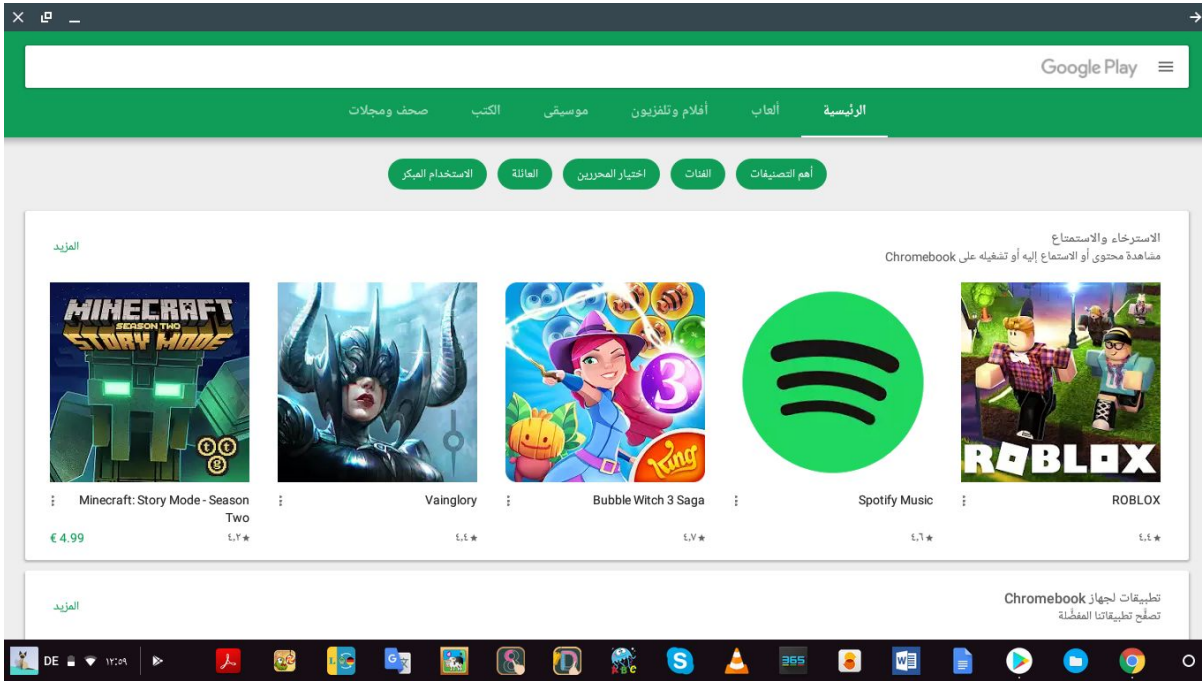 Google Play
الرئيسية
ألعاب
أفلام وتلفزيون
موسيقى
الكتب
صحف ومجلات
أهم التصنيفات
الفئات
اختيار المحررين
العائلة
الاستخدام المبكر
الاسترخاء والاستمتاع
المزيد
مشاهدة محتوى أو الاستماع إليه أو تشغيله على Chromebook
ROBLOX
MINECRAFT
SEASON TWO
STORY MODE
ttg
3
King
ROBLOX
٤,٤
Spotify Music
٤,٦
Bubble Witch 3 Saga
٤,٧
Vainglory
٤,٤
Minecraft: Story Mode - Season
Two
٤,٢
€ 4.99
تطبيقات لجهاز Chromebook
المزيد
تصفَّح تطبيقاتنا المفضَّلة
DE
١٢:٥٩
365